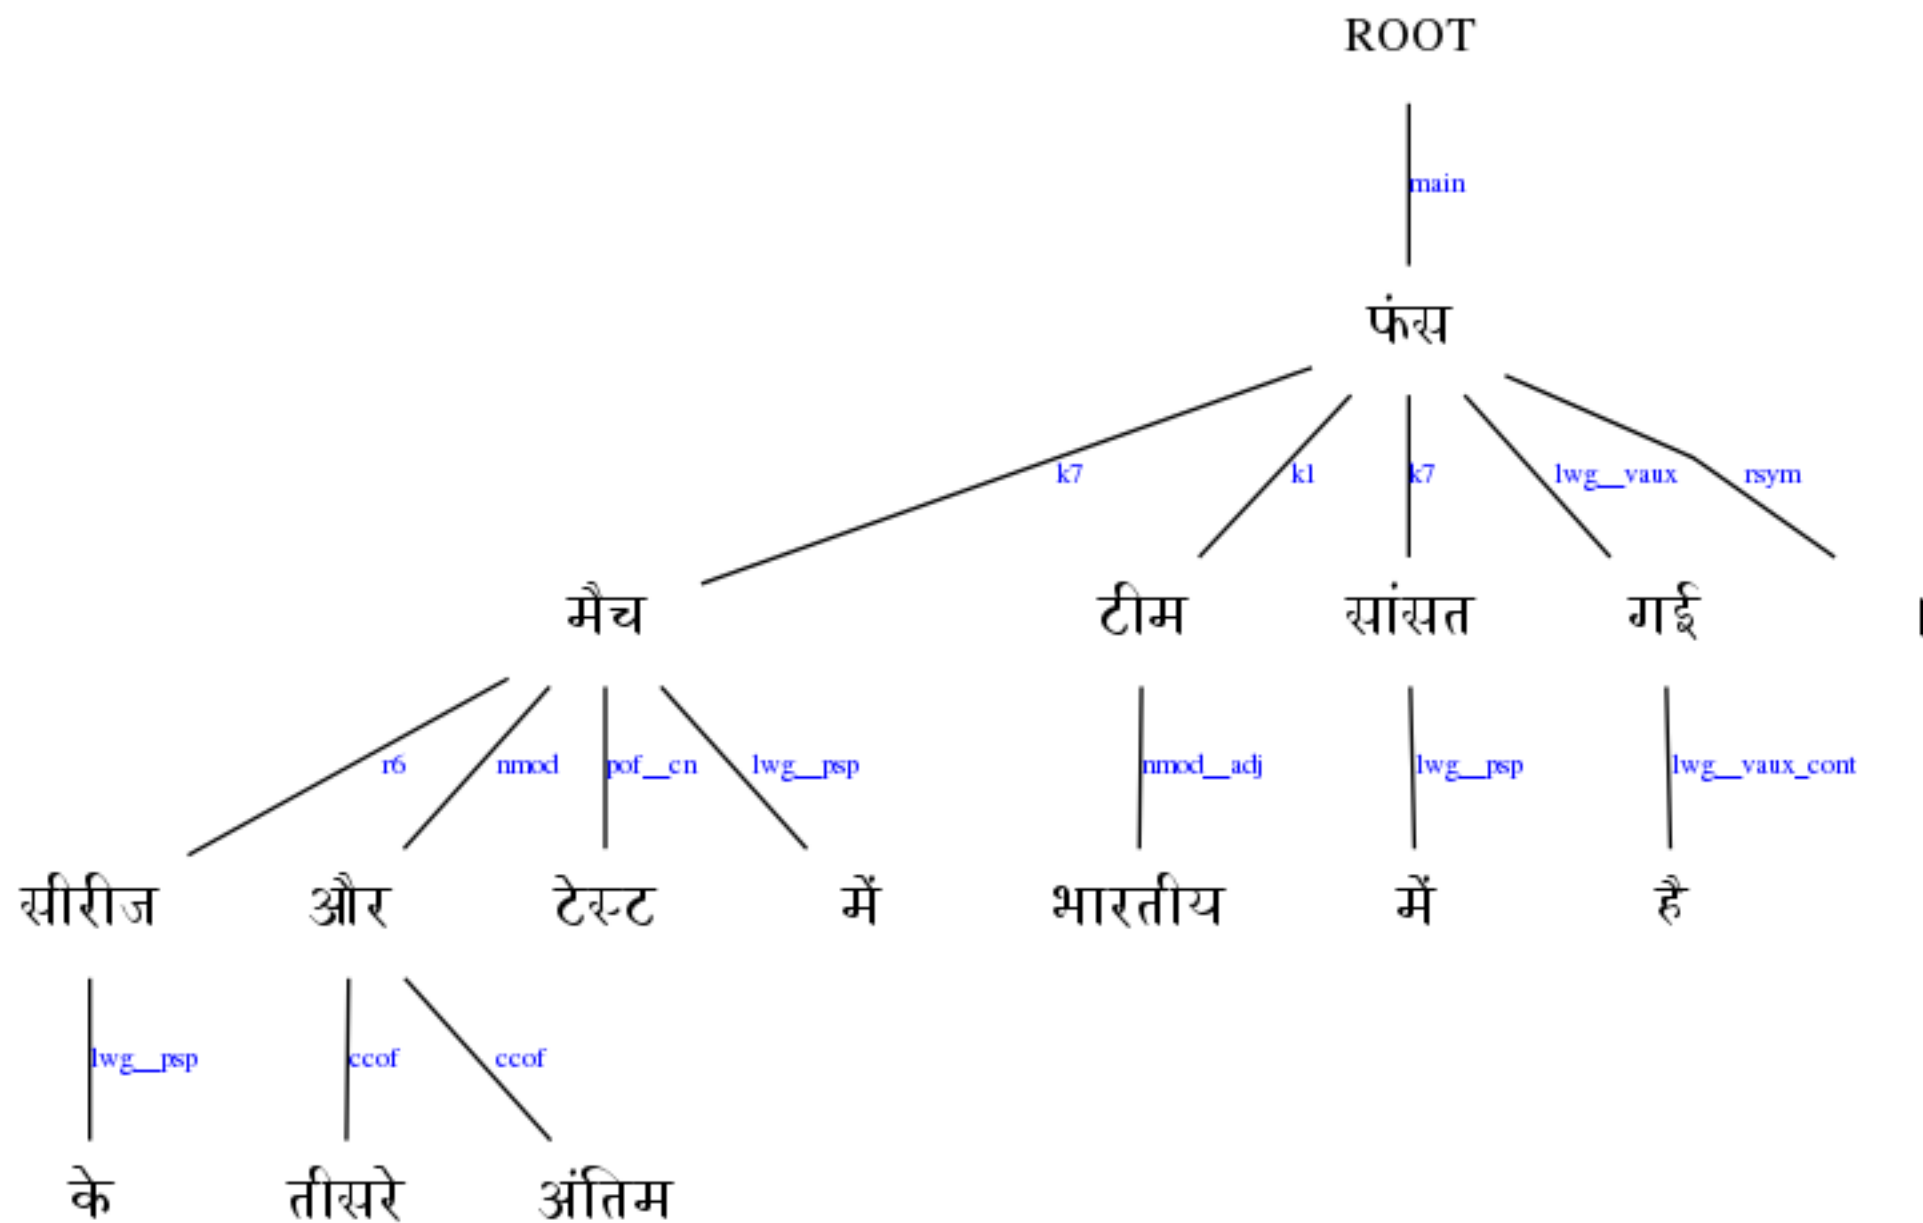 ROOT
main
फंस
k7 k1 k7 lwg__vaux rsym
मैच टीम सांसत गई ।
r6 nmod pof__cn lwg__psp nmod__adj lwg__psp lwg__vaux_cont
सीरीज और टेस्ट में भारतीय में है
lwg__psp ccof ccof
के तीसरे अंतिम